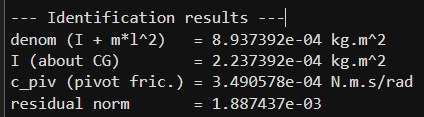 --- Identification results ---
denom (I + m*l^2)   = 8.937392e-04 kg.m^2
I (about CG)        = 2.237392e-04 kg.m^2
c_piv (pivot fric.) = 3.490578e-04 N.m.s/rad
residual norm       = 1.887437e-03